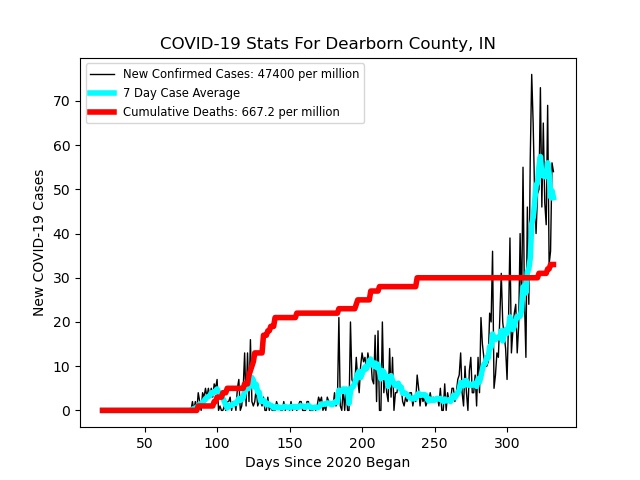 COVID-19 Stats For Dearborn County, IN
New Confirmed Cases: 47400 per million
7 Day Case Average
Cumulative Deaths: 667.2 per million
New COVID-19 Cases
70
60
50
40
30
20
10
0
50 100 150 200 250 300
Days Since 2020 Began